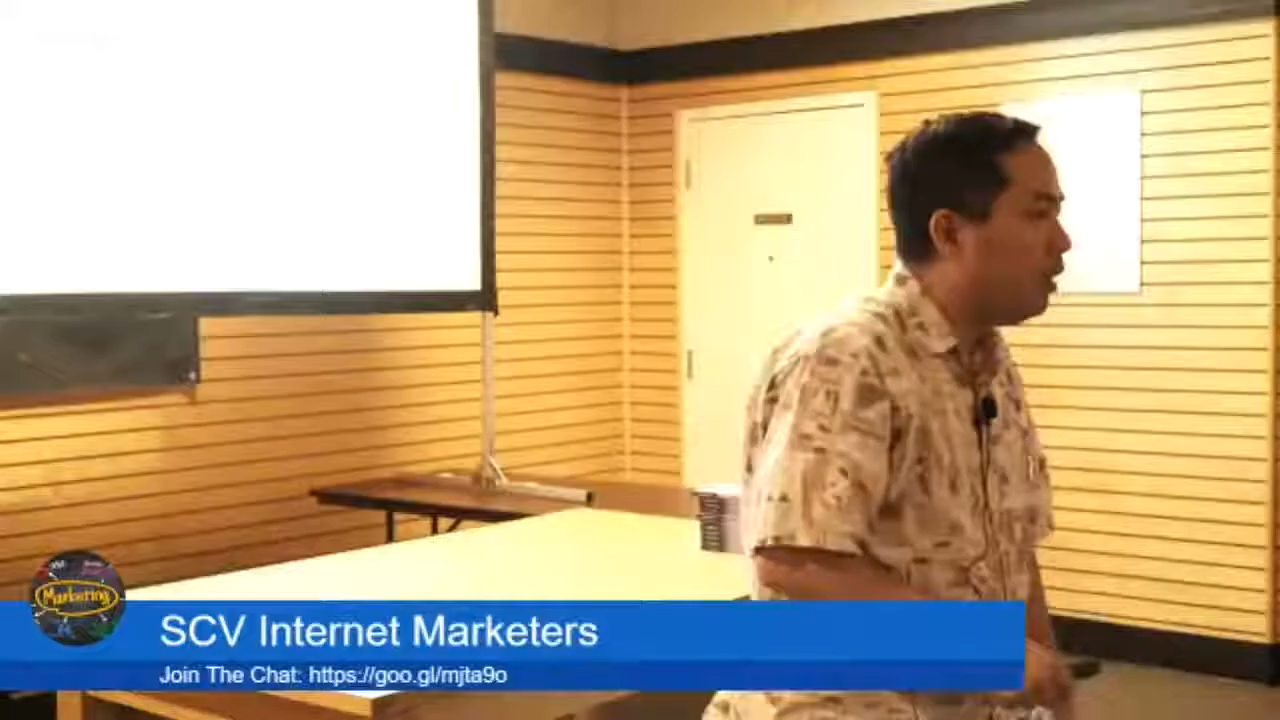 Marketing
SCV Internet Marketers
Join The Chat: https://goo.gl/mjta9o